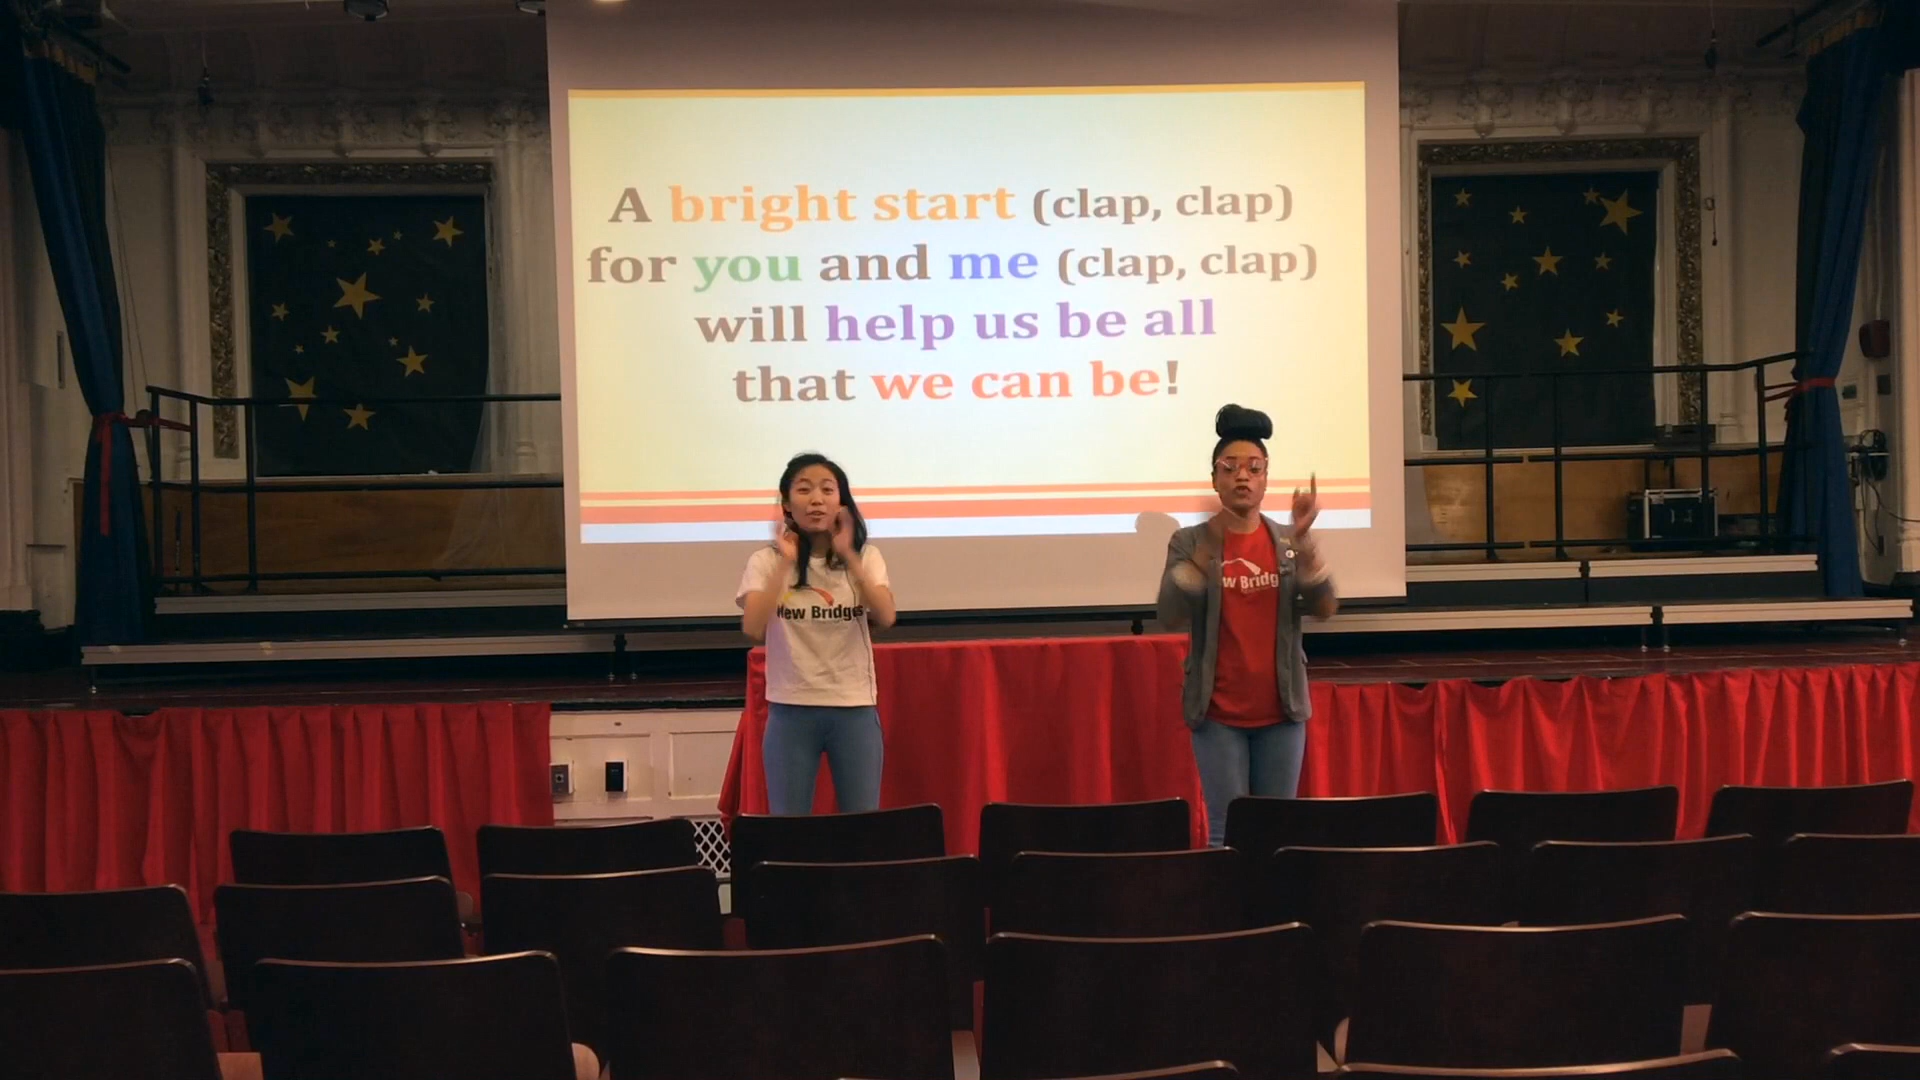 A bright start (clap, clap)
for you and me (clap, clap)
will help us be all
that we can be!
New Bridges
w Bridg